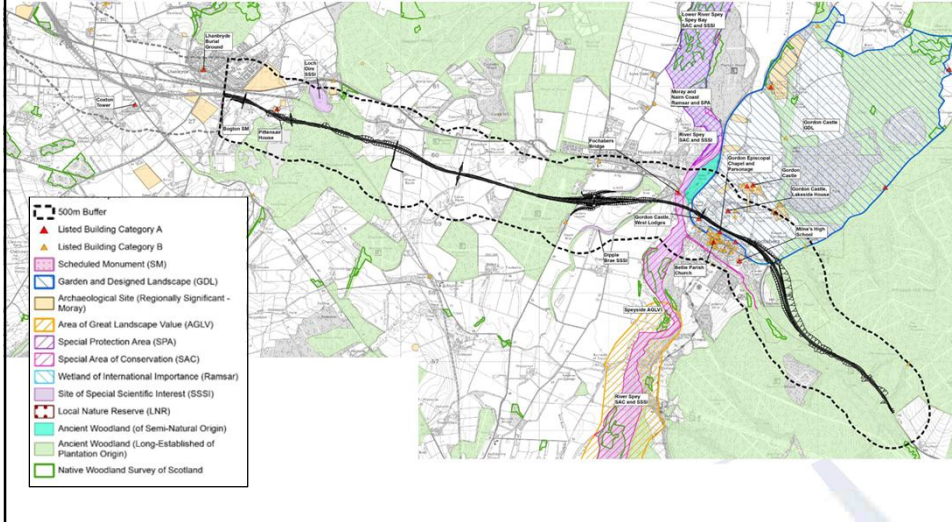 Lhanbryde
Burial
Ground
Coxton
Tower
Loch
Oire
SSSI
Bogton SM
Pittensair
House
Lower River Spey
- Spey Bay
SAC and SSSI
Moray and
Nairn Coast
Ramsar and SPA
River Spey
SAC and SSSI
Fochabers
Bridge
Gordon Castle
GDL
Gordon Episcopal
Chapel and
Parsonage
Gordon
Castle
Gordon Castle,
Lakeside House
Gordon Castle,
West Lodges
Milne's High
School
Dipple
Brae SSSI
Bellie Parish
Church
Speyside AGLV
River Spey
SAC and SSSI
500m Buffer
Listed Building Category A
Listed Building Category B
Scheduled Monument (SM)
Garden and Designed Landscape (GDL)
Archaeological Site (Regionally Significant -
Moray)
Area of Great Landscape Value (AGLV)
Special Protection Area (SPA)
Special Area of Conservation (SAC)
Wetland of International Importance (Ramsar)
Site of Special Scientific Interest (SSSI)
Local Nature Reserve (LNR)
Ancient Woodland (of Semi-Natural Origin)
Ancient Woodland (Long-Established of
Plantation Origin)
Native Woodland Survey of Scotland